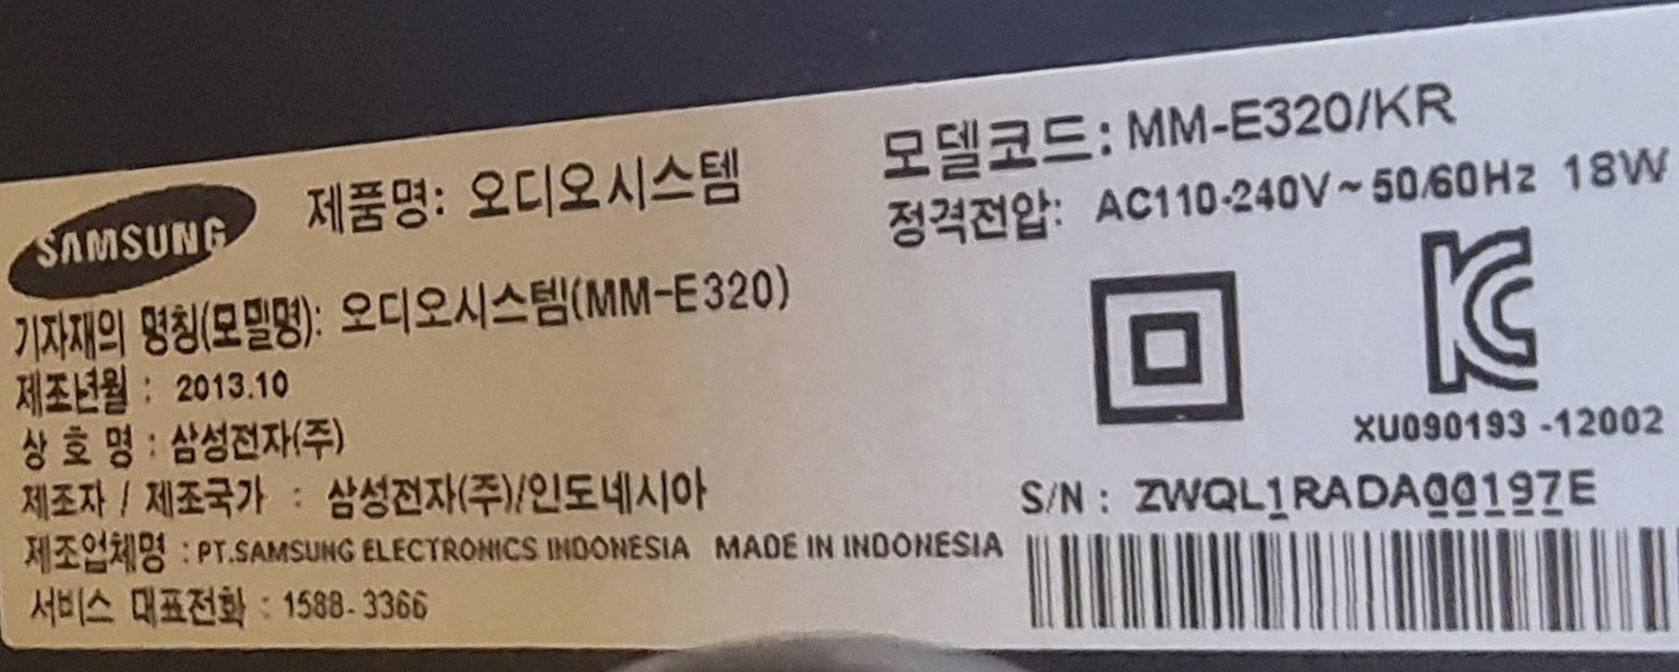 SAMSUNG
제품명: 오디오시스템
기자재의 명칭(모델명): 오디오시스템(MM-E320)
제조년월 : 2013.10
상 호 명 : 삼성전자(주)
제조자 / 제조국가 : 삼성전자(주)/인도네시아
제조업체명 : PT.SAMSUNG ELECTRONICS INDONESIA MADE IN INDONESIA
서비스 대표전화 : 1588-3366
모델코드: MM-E320/KR
정격전압: AC110-240V~50/60Hz 18W
XU090193-12002
S/N : ZWQL1RADA00197E